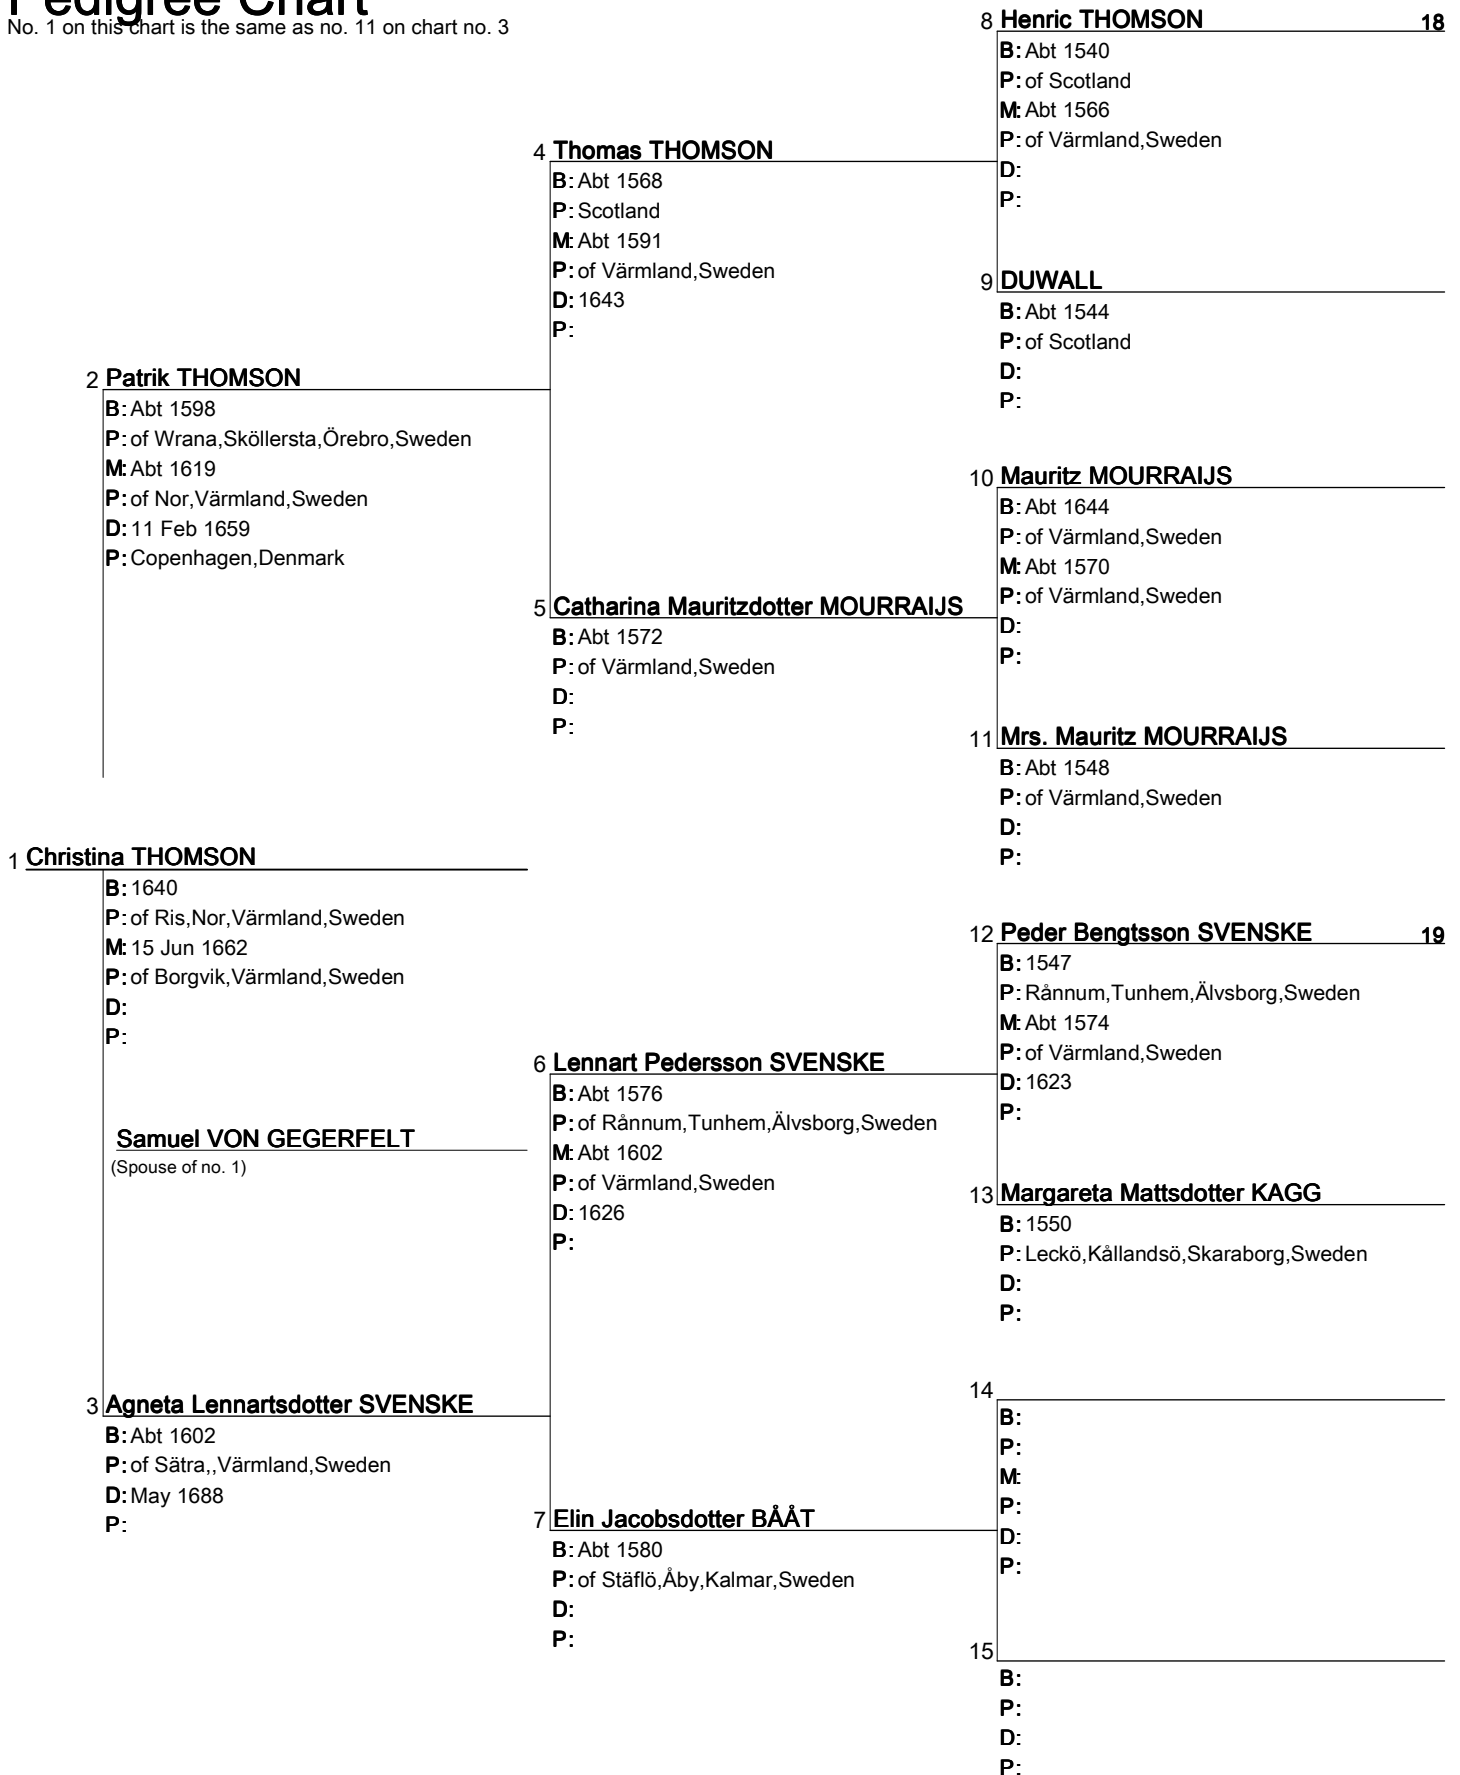 Pedigree Chart
No. 1 on this chart is the same as no. 11 on chart no. 3
8 Henric THOMSON 18
B: Abt 1540
P: of Scotland
M: Abt 1566
P: of Värmland,Sweden
D:
P:
4 Thomas THOMSON
B: Abt 1568
P: Scotland
M: Abt 1591
P: of Värmland,Sweden
D: 1643
P:
9 DUWALL
B: Abt 1544
P: of Scotland
D:
P:
2 Patrik THOMSON
B: Abt 1598
P: of Wrana,Sköllersta,Örebro,Sweden
M: Abt 1619
P: of Nor,Värmland,Sweden
D: 11 Feb 1659
P: Copenhagen,Denmark
10 Mauritz MOURRAIJS
B: Abt 1644
P: of Värmland,Sweden
M: Abt 1570
P: of Värmland,Sweden
D:
P:
5 Catharina Mauritzdotter MOURRAIJS
B: Abt 1572
P: of Värmland,Sweden
D:
P:
11 Mrs. Mauritz MOURRAIJS
B: Abt 1548
P: of Värmland,Sweden
D:
P:
1 Christina THOMSON
B: 1640
P: of Ris,Nor,Värmland,Sweden
M: 15 Jun 1662
P: of Borgvik,Värmland,Sweden
D:
P:
Samuel VON GEGERFELT
(Spouse of no. 1)
12 Peder Bengtsson SVENSKE 19
B: 1547
P: Rånnum,Tunhem,Älvsborg,Sweden
M: Abt 1574
P: of Värmland,Sweden
D: 1623
P:
6 Lennart Pedersson SVENSKE
B: Abt 1576
P: of Rånnum,Tunhem,Älvsborg,Sweden
M: Abt 1602
P: of Värmland,Sweden
D: 1626
P:
13 Margareta Mattsdotter KAGG
B: 1550
P: Leckö,Kållandsö,Skaraborg,Sweden
D:
P:
3 Agneta Lennartsdotter SVENSKE
B: Abt 1602
P: of Sätra,,Värmland,Sweden
D: May 1688
P:
14
B:
P:
M:
P:
D:
P:
7 Elin Jacobsdotter BÅÅT
B: Abt 1580
P: of Stäflö,Åby,Kalmar,Sweden
D:
P:
15
B:
P:
D:
P: